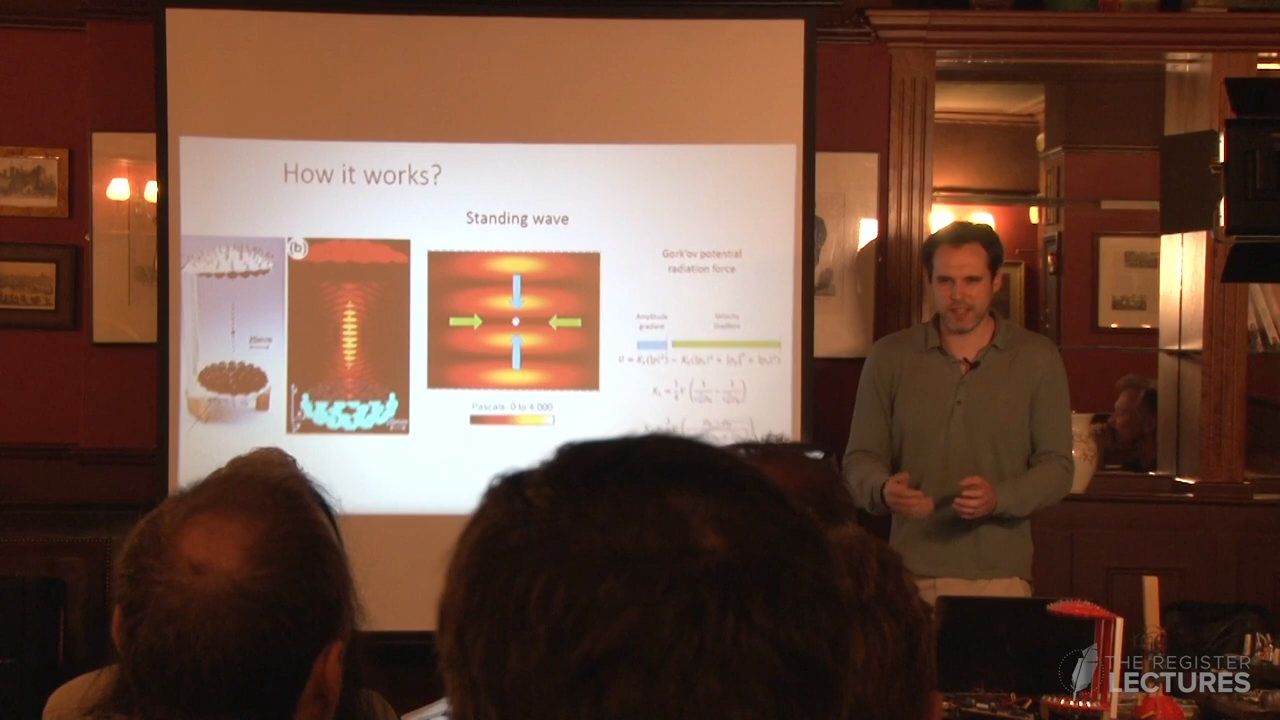 How it works?
Standing wave
(b)
Gork'ov potential
radiation force
Amplitude
gradient
Velocity
Gradient
Pascals: 0 to 4.000
THE REGISTER
LECTURES